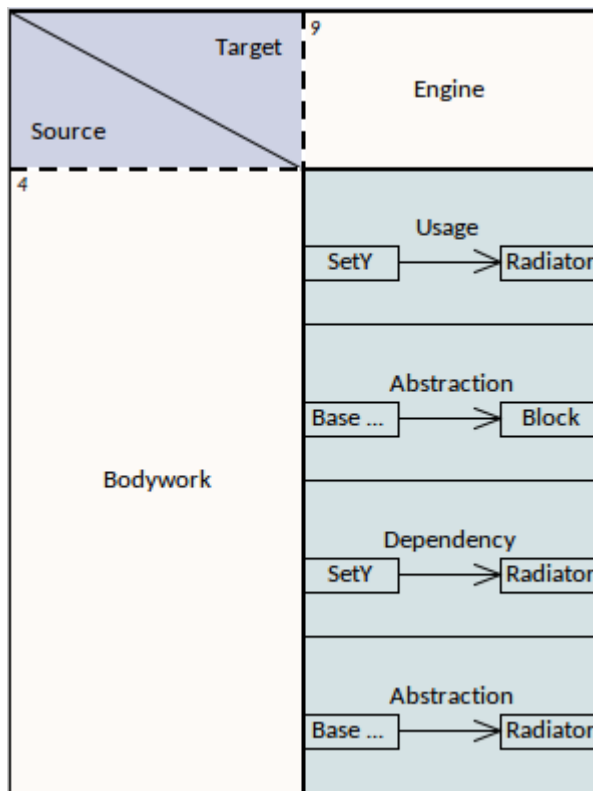 Target
Source
9
Engine
4
Bodywork
Usage
SetY
Radiator
Abstraction
Base ...
Block
Dependency
SetY
Radiator
Abstraction
Base ...
Radiator